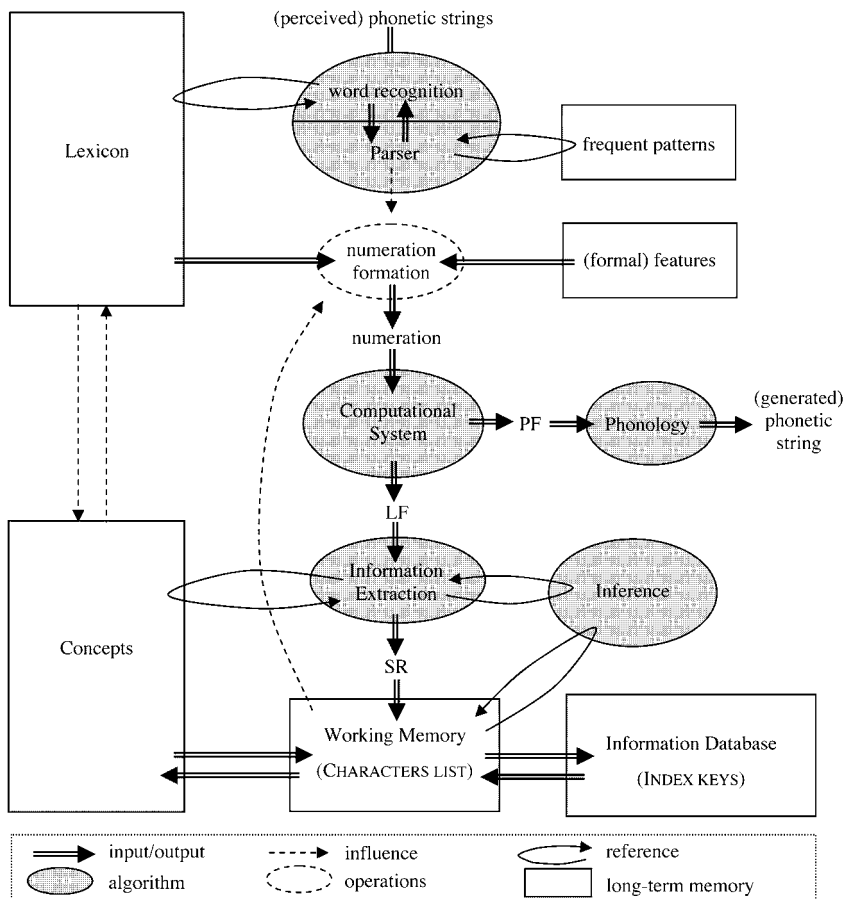 (perceived) phonetic strings
word recognition
Lexicon
Parser
frequent patterns
numeration
formation
(formal) features
numeration
Computational
System
PF
Phonology
(generated)
phonetic
string
LF
Information
Extraction
Inference
Concepts
SR
Working Memory
(CHARACTERS LIST)
Information Database
(INDEX KEYS)
input/output
influence
reference
algorithm
operations
long-term memory